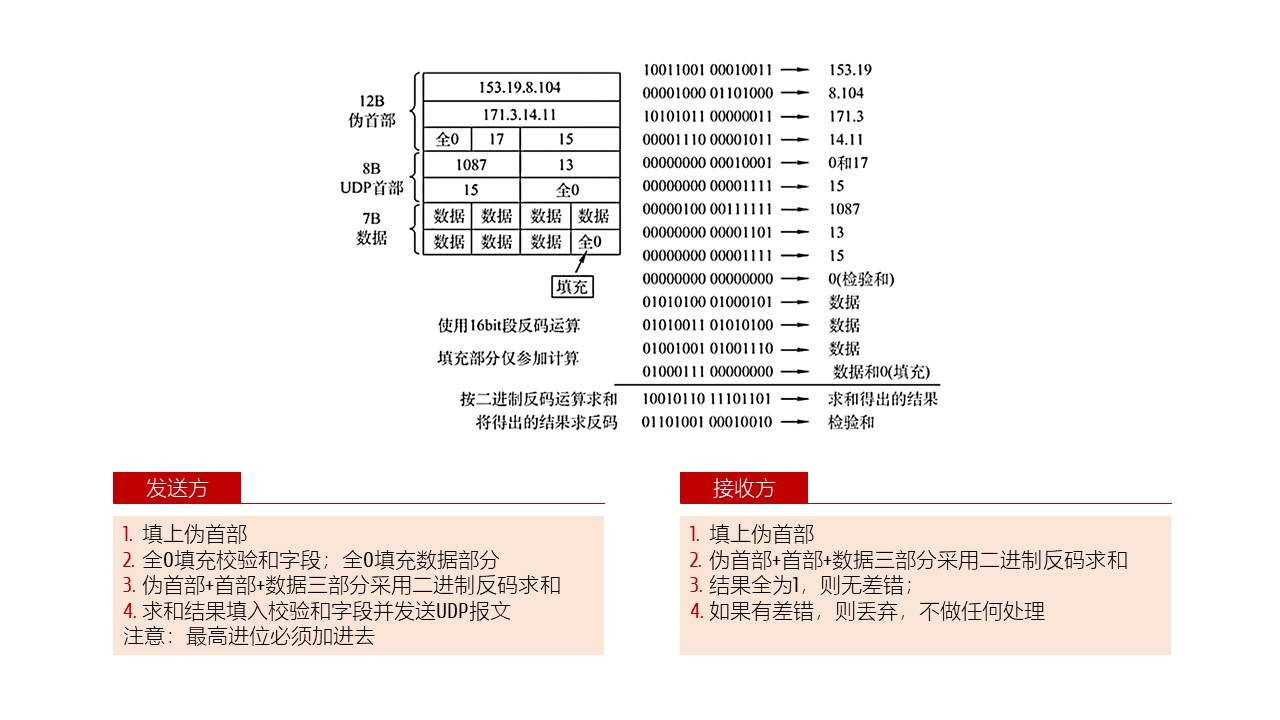 12B
伪首部
8B
UDP首部
7B
数据
153.19.8.104
171.3.14.11
全0 17 15
1087 13
15 全0
数据 数据 数据 数据
数据 数据 数据 全0
填充
使用16bit段反码运算
填充部分仅参加计算
10011001 00010011 153.19
00001000 01101000 8.104
10101011 00000011 171.3
00001110 00001011 14.11
00000000 00010001 0和17
00000000 00001111 15
00000100 00111111 1087
00000000 00001101 13
00000000 00001111 15
00000000 00000000 0(检验和)
01010100 01000101 数据
01010011 01010100 数据
01001001 01001110 数据
01000111 00000000 数据和0(填充)
按二进制反码运算求和 10010110 11101101 求和得出的结果
将得出的结果求反码 01101001 00010010 检验和
发送方
1. 填上伪首部
2. 全0填充校验和字段；全0填充数据部分
3. 伪首部+首部+数据三部分采用二进制反码求和
4. 求和结果填入校验和字段并发送UDP报文
注意：最高进位必须加进去
接收方
1. 填上伪首部
2. 伪首部+首部+数据三部分采用二进制反码求和
3. 结果全为1，则无差错；
4. 如果有差错，则丢弃，不做任何处理